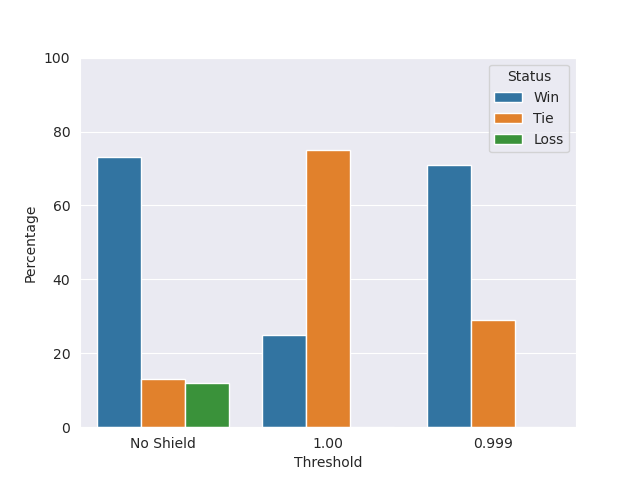 100
80
60
40
20
0
Percentage
Status
Win
Tie
Loss
No Shield
1.00
0.999
Threshold